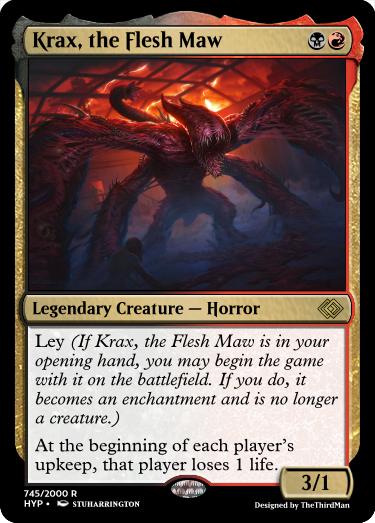 Krax, the Flesh Maw
Legendary Creature — Horror
Ley (If Krax, the Flesh Maw is in your
opening hand, you may begin the game
with it on the battlefield. If you do, it
becomes an enchantment and is no longer
a creature.)
At the beginning of each player's
upkeep, that player loses 1 life.
3/1
745/2000 R
HYP • STUHARRINGTON
Designed by TheThirdMan